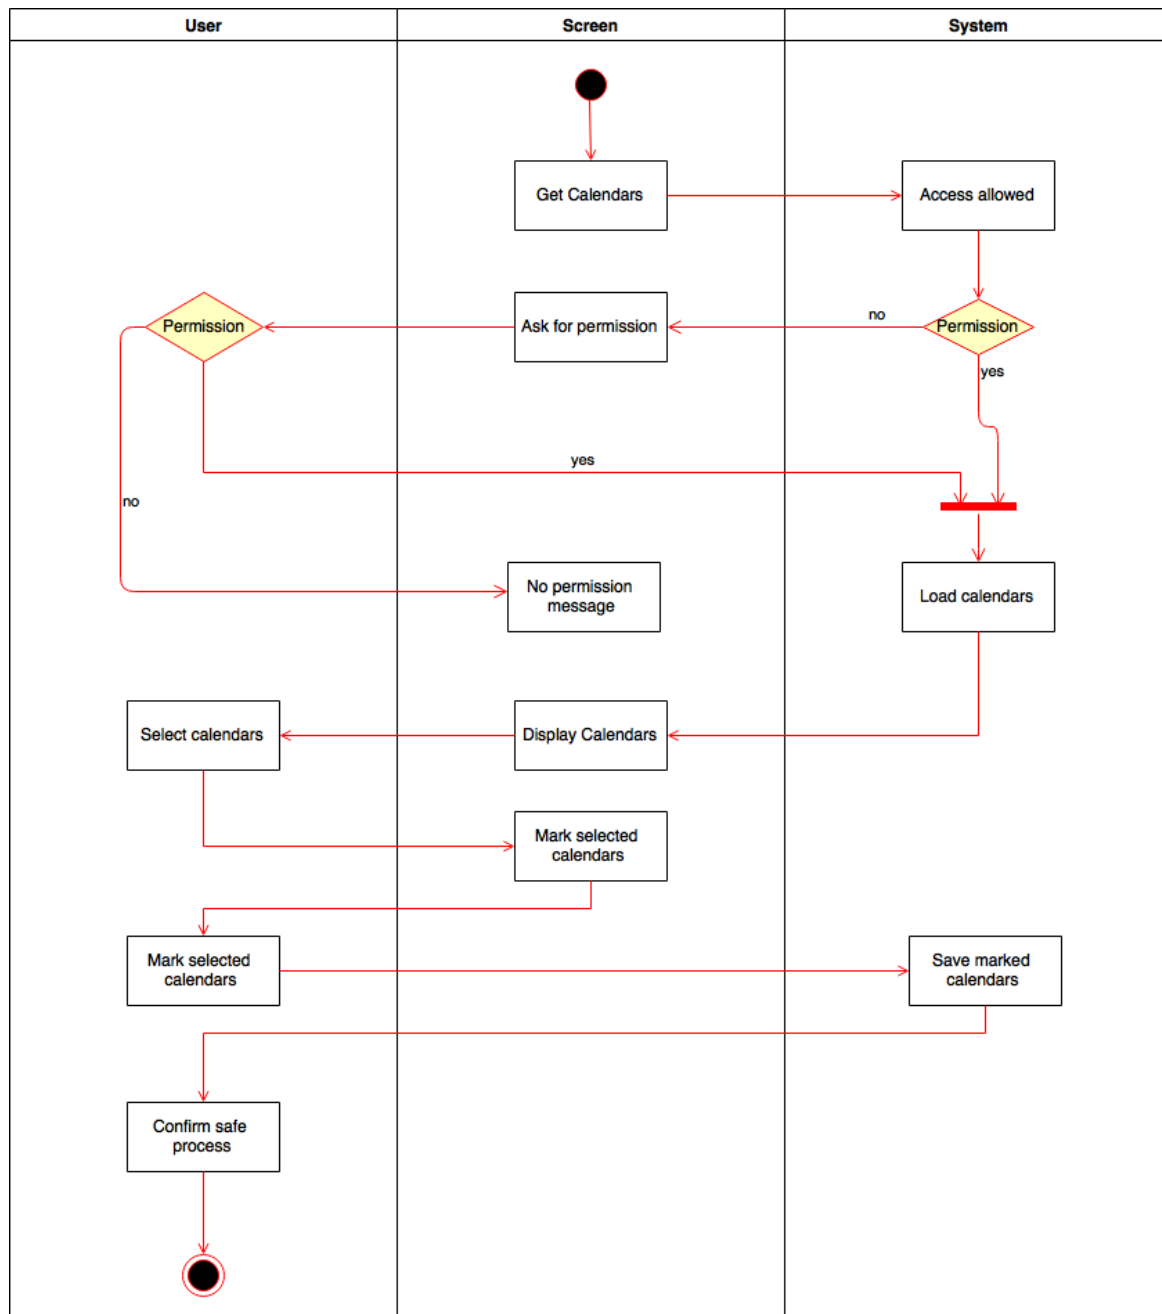 User
Screen
System
Get Calendars
Access allowed
Permission
Ask for permission
no
Permission
yes
yes
no
No permission
message
Load calendars
Select calendars
Display Calendars
Mark selected
calendars
Mark selected
calendars
Save marked
calendars
Confirm safe
process